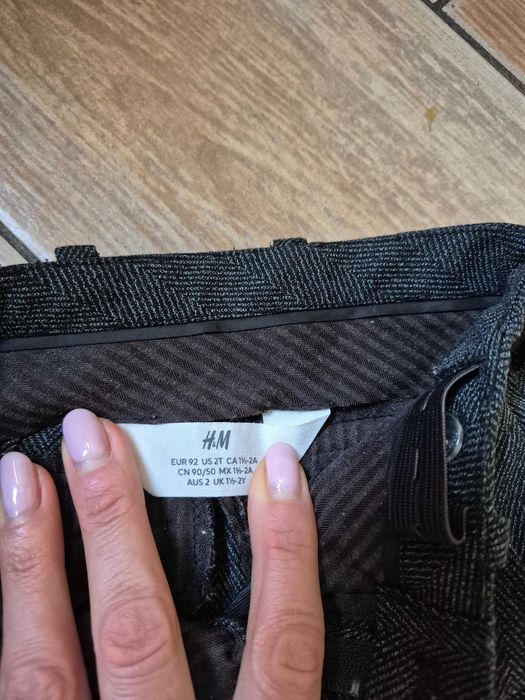 H&M
EUR 92 US 2T CA 1½-2A
CN 90/50 MX 1½-2A
AUS 2 UK 1½-2Y